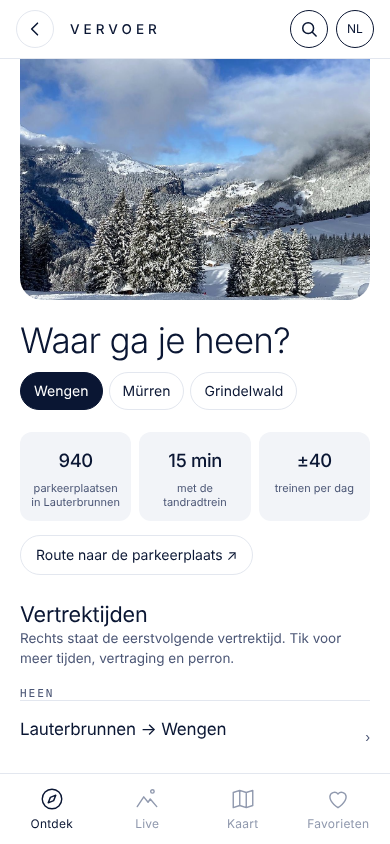 VERVOER
NL
Waar ga je heen?
Wengen
Mürren
Grindelwald
940
parkeerplaatsen
in Lauterbrunnen
15 min
met de
tandradtrein
±40
treinen per dag
Route naar de parkeerplaats ↗
Vertrektijden
Rechts staat de eerstvolgende vertrektijd. Tik voor
meer tijden, vertraging en perron.
HEEN
Lauterbrunnen → Wengen
Ontdek
Live
Kaart
Favorieten